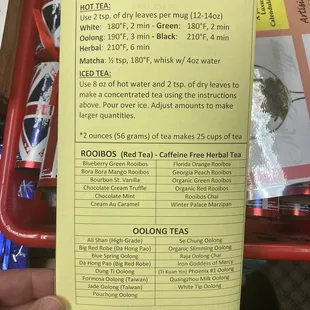 HOT TEA:
Use 2 tsp. of dry leaves per mug (12-14oz)
White: 180°F, 2 min - Green: 180°F, 2 min
Oolong: 190°F, 3 min - Black: 210°F, 4 min
Herbal: 210°F, 6 min
Matcha: ½ tsp, 180°F, whisk w/ 4oz water
ICED TEA:
Use 8 oz of hot water and 2 tsp. of dry leaves to
make a concentrated tea using the instructions
above. Pour over ice. Adjust amounts to make
larger quantities.
*2 ounces (56 grams) of tea makes 25 cups of tea
ROOIBOS (Red Tea) - Caffeine Free Herbal Tea
Blueberry Green Rooibos Florida Orange Rooibos
Bora Bora Mango Rooibos Georgia Peach Rooibos
Bourbon St. Vanilla Organic Green Rooibos
Chocolate Cream Truffle Organic Red Rooibos
Chocolate Mint Rooibos Chai
Cream Au Caramel Winter Palace Marzipan
OOLONG TEAS
Ali Shan (High-Grade) Se Chung Oolong
Big Red Robe (Da Hong Pao) Organic Slimming Oolong
Blue Spring Oolong Raja Oolong Chai
Da Hong Pao (Big Red Robe) Iron Goddess of Mercy
Dung Ti Oolong (Ti Kuan Yin) Phoenix #1 Oolong
Formosa Oolong (Taiwan) Quangzhou Milk Oolong
Jade Oolong (Taiwan) White Tip Oolong
Pouchong Oolong